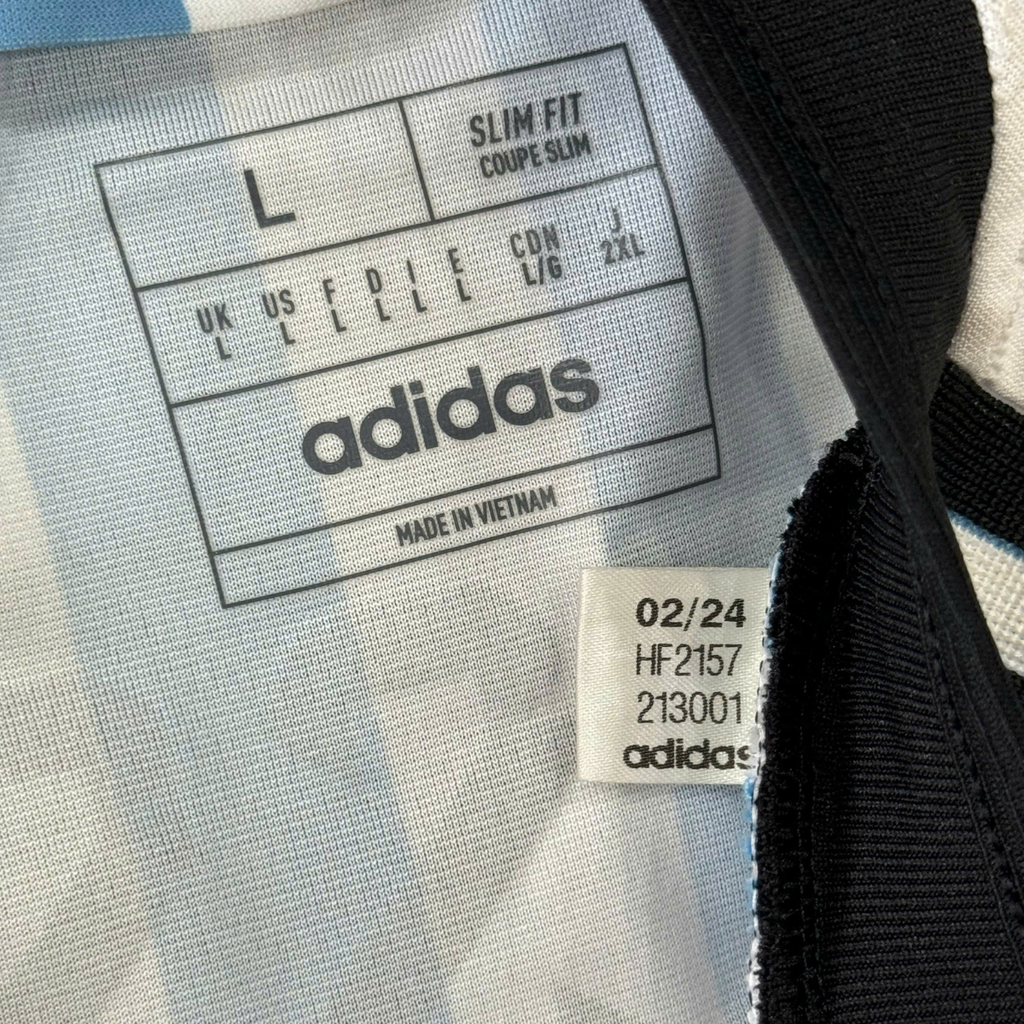 L
SLIM FIT
COUPE SLIM
UK US F D I E CDN J
L L L L L L L/G 2XL
adidas
MADE IN VIETNAM
02/24
HF2157
213001
adidas